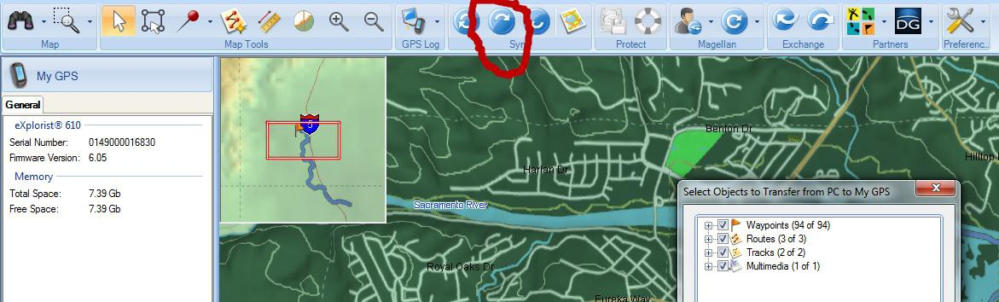 Map
Map Tools
GPS Log
Syn
Protect
Magellan
Exchange
DG
Partners
Preferenc...
My GPS
General
eXplorist® 610
Serial Number: 0149000016830
Firmware Version: 6.05
Memory
Total Space: 7.39 Gb
Free Space: 7.39 Gb
5
Benton Dr
Harlan Dr
Hilltop
Sacramento River
Royal Oaks Dr
Eureka Way
Select Objects to Transfer from PC to My GPS
Waypoints (94 of 94)
Routes (3 of 3)
Tracks (2 of 2)
Multimedia (1 of 1)